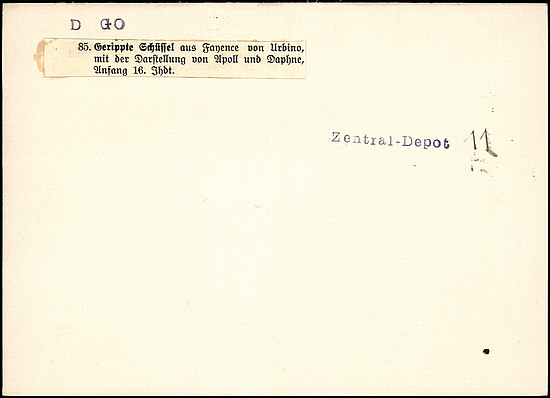 D GO
85. Gerippte Schüssel aus Fayence von Urbino,
mit der Darstellung von Apoll und Daphne,
Anfang 16. Jhdt.
Zentral-Depot 11